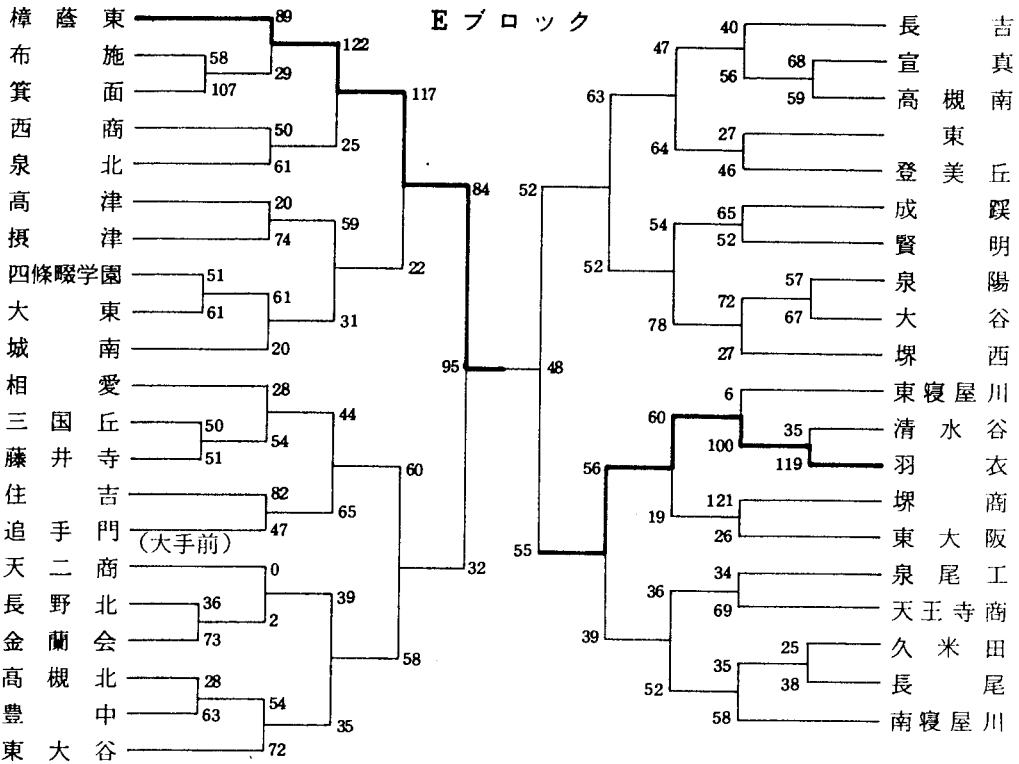 Eブロック
樟蔭東 89
布施 58
29
箕面 107
122
西商 50
25
泉北 61
117
高津 20
59
摂津 74
22
四條畷学園 51
61
大東 61
31
城南 20
84
95
相愛 28
44
三国丘 50
54
藤井寺 51
60
住吉 82
65
追手門 47
(大手前)
32
天二商 0
39
長野北 36
2
金蘭会 73
58
高槻北 28
54
豊中 63
35
東大谷 72
40 長吉
47
68 宣真
56
59 高槻南
63
27 東
64
46 登美丘
52
65 成蹊
54
52 賢明
52
57 泉陽
72
67 大谷
78
27 堺西
48
6 東寝屋川
60
35 清水谷
100
119 羽衣
56
121 堺商
19
26 東大阪
55
34 泉尾工
36
69 天王寺商
39
25 久米田
35
38 長尾
52
58 南寝屋川